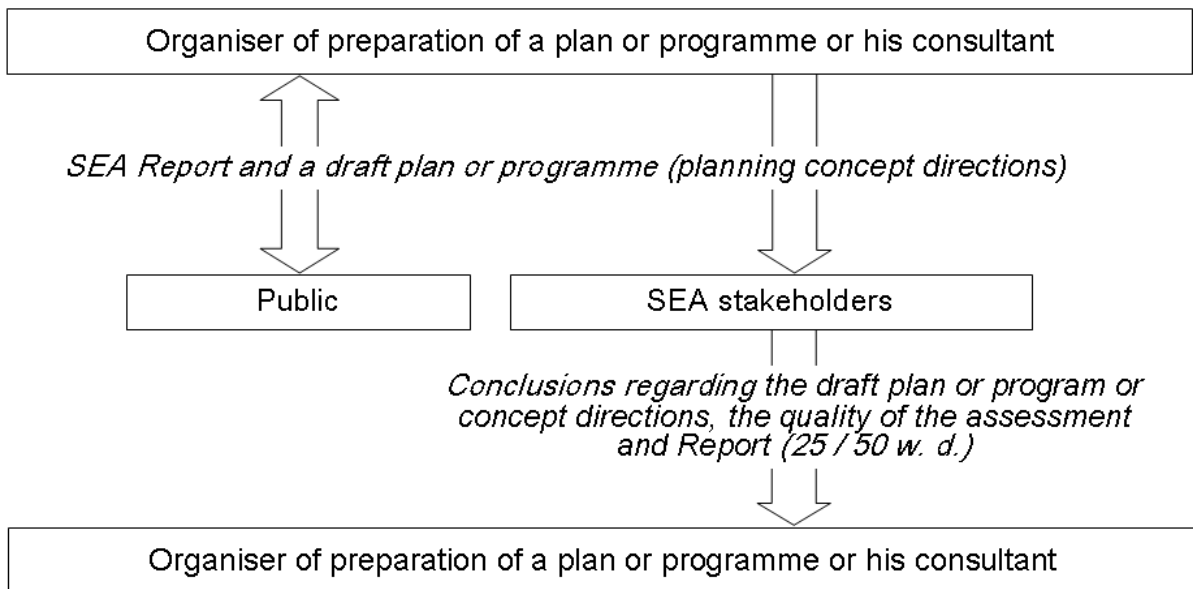 Organiser of preparation of a plan or programme or his consultant
SEA Report and a draft plan or programme (planning concept directions)
Public
SEA stakeholders
Conclusions regarding the draft plan or program or
concept directions, the quality of the assessment
and Report (25 / 50 w. d.)
Organiser of preparation of a plan or programme or his consultant